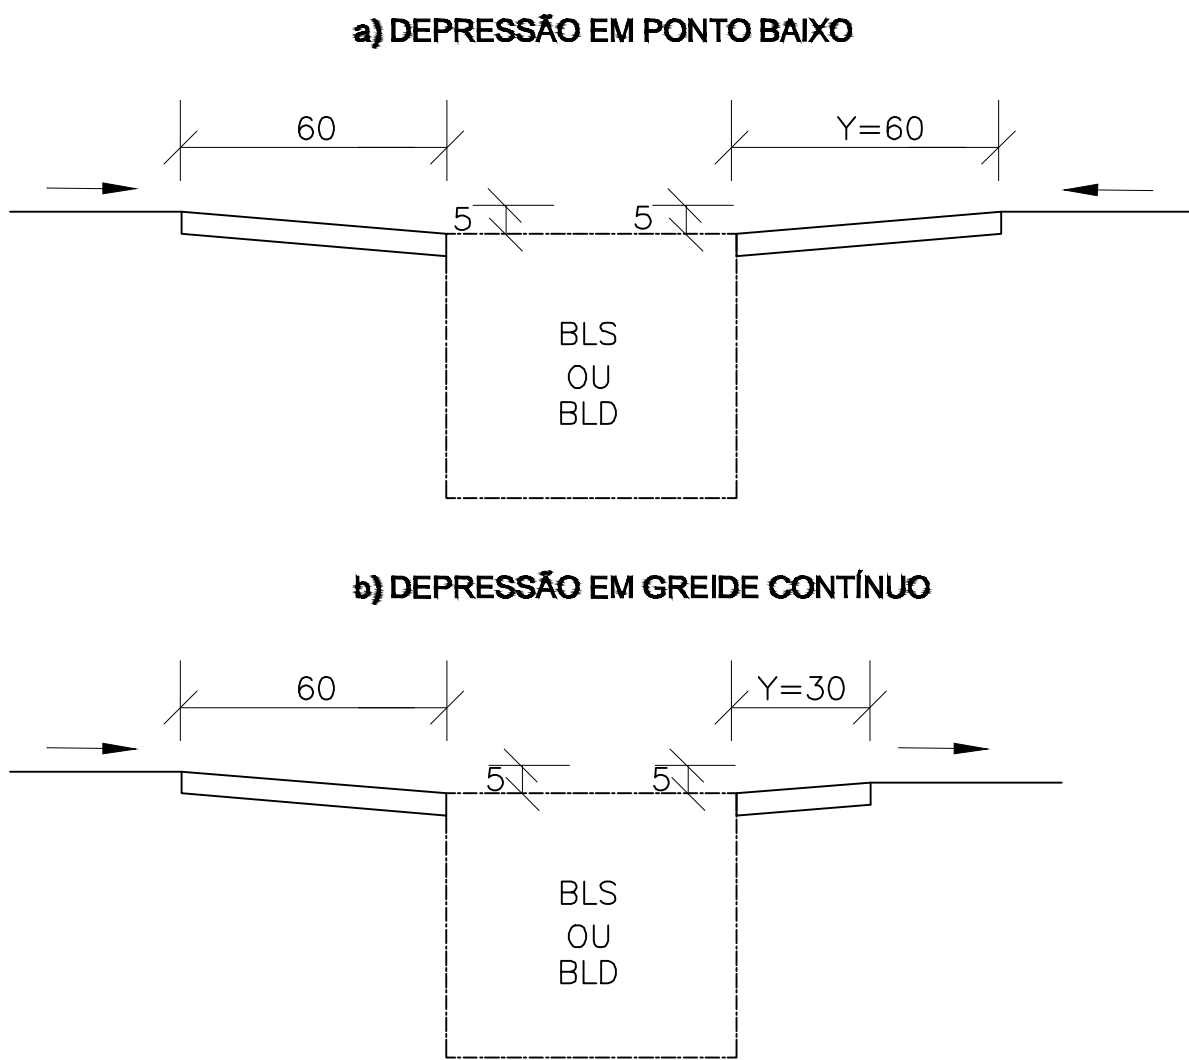 a) DEPRESSÃO EM PONTO BAIXO
60
Y=60
5
5
BLS
OU
BLD
b) DEPRESSÃO EM GREIDE CONTÍNUO
60
Y=30
5
5
BLS
OU
BLD